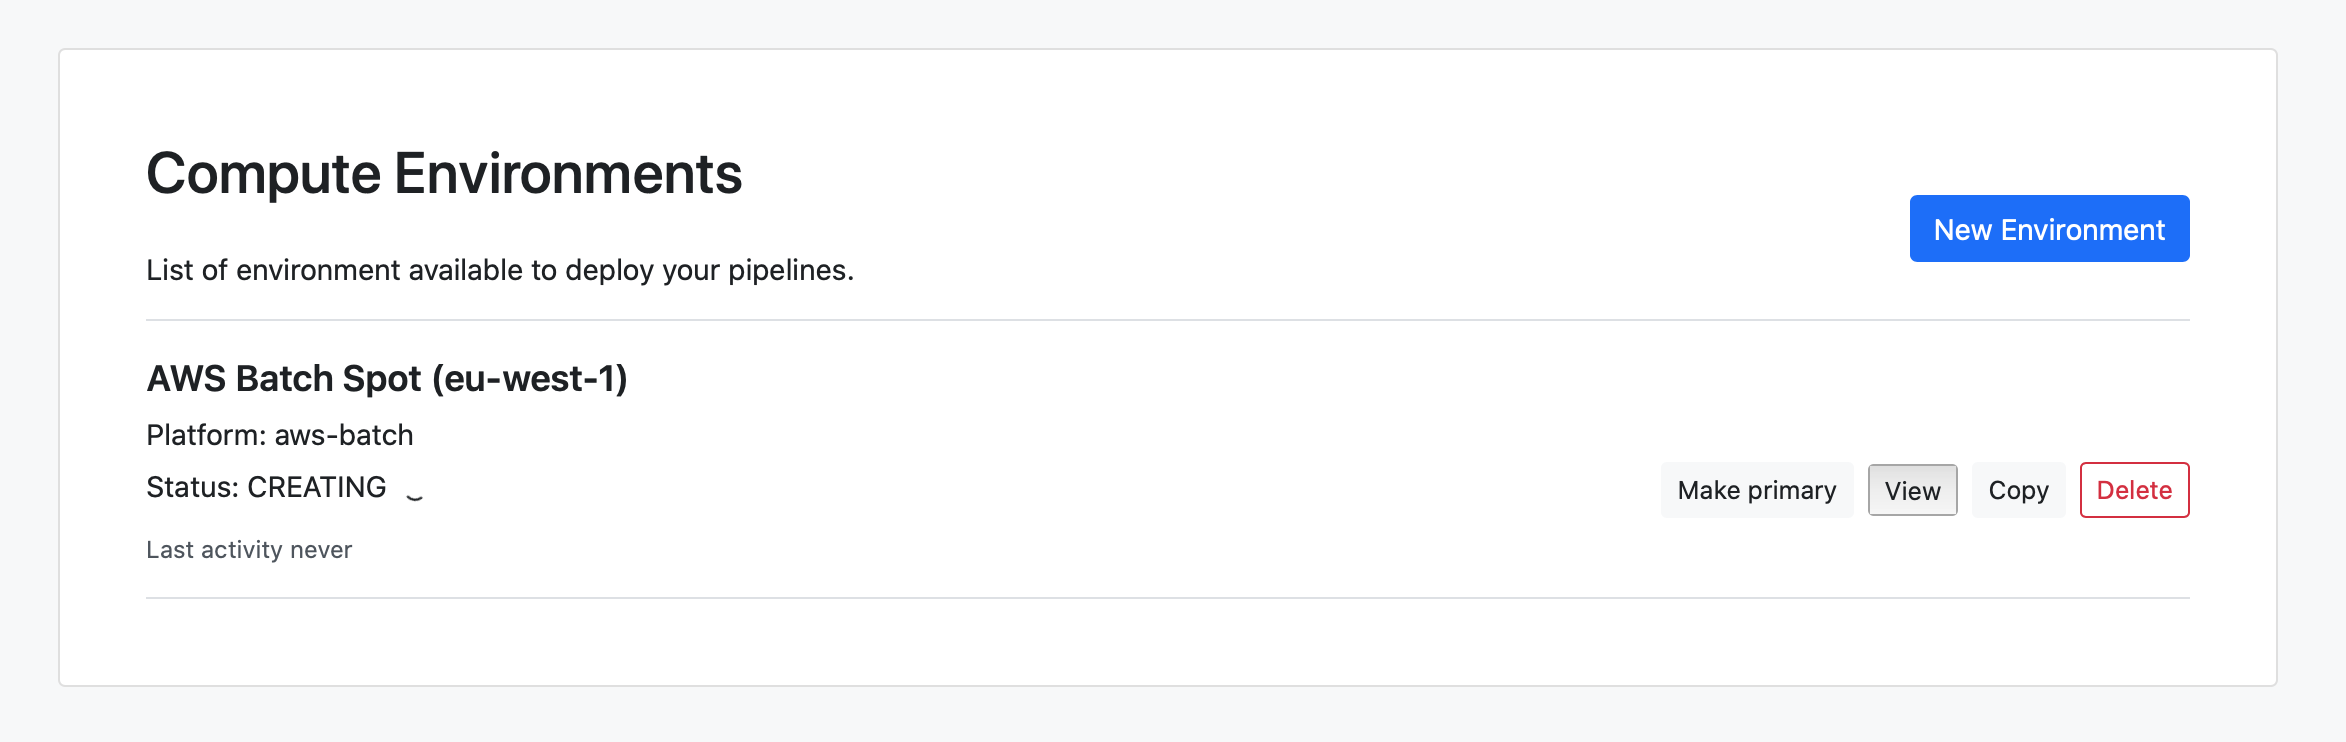 Compute Environments
New Environment
List of environment available to deploy your pipelines.
AWS Batch Spot (eu-west-1)
Platform: aws-batch
Status: CREATING
Make primary View Copy Delete
Last activity never